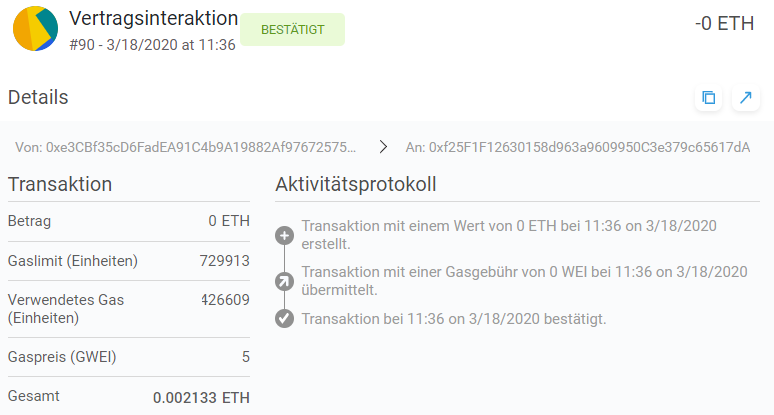 Vertragsinteraktion
BESTÄTIGT
-0 ETH
#90 - 3/18/2020 at 11:36
Details
Von: 0xe3CBf35cD6FadEA91C4b9A19882Af97672575...
An: 0xf25F1F12630158d963a9609950C3e379c65617dA
Transaktion
Betrag
0 ETH
Gaslimit (Einheiten)
729913
Verwendetes Gas
(Einheiten)
426609
Gaspreis (GWEI)
5
Gesamt
0.002133 ETH
Aktivitätsprotokoll
Transaktion mit einem Wert von 0 ETH bei 11:36 on 3/18/2020
erstellt.
Transaktion mit einer Gasgebühr von 0 WEI bei 11:36 on 3/18/2020
übermittelt.
Transaktion bei 11:36 on 3/18/2020 bestätigt.